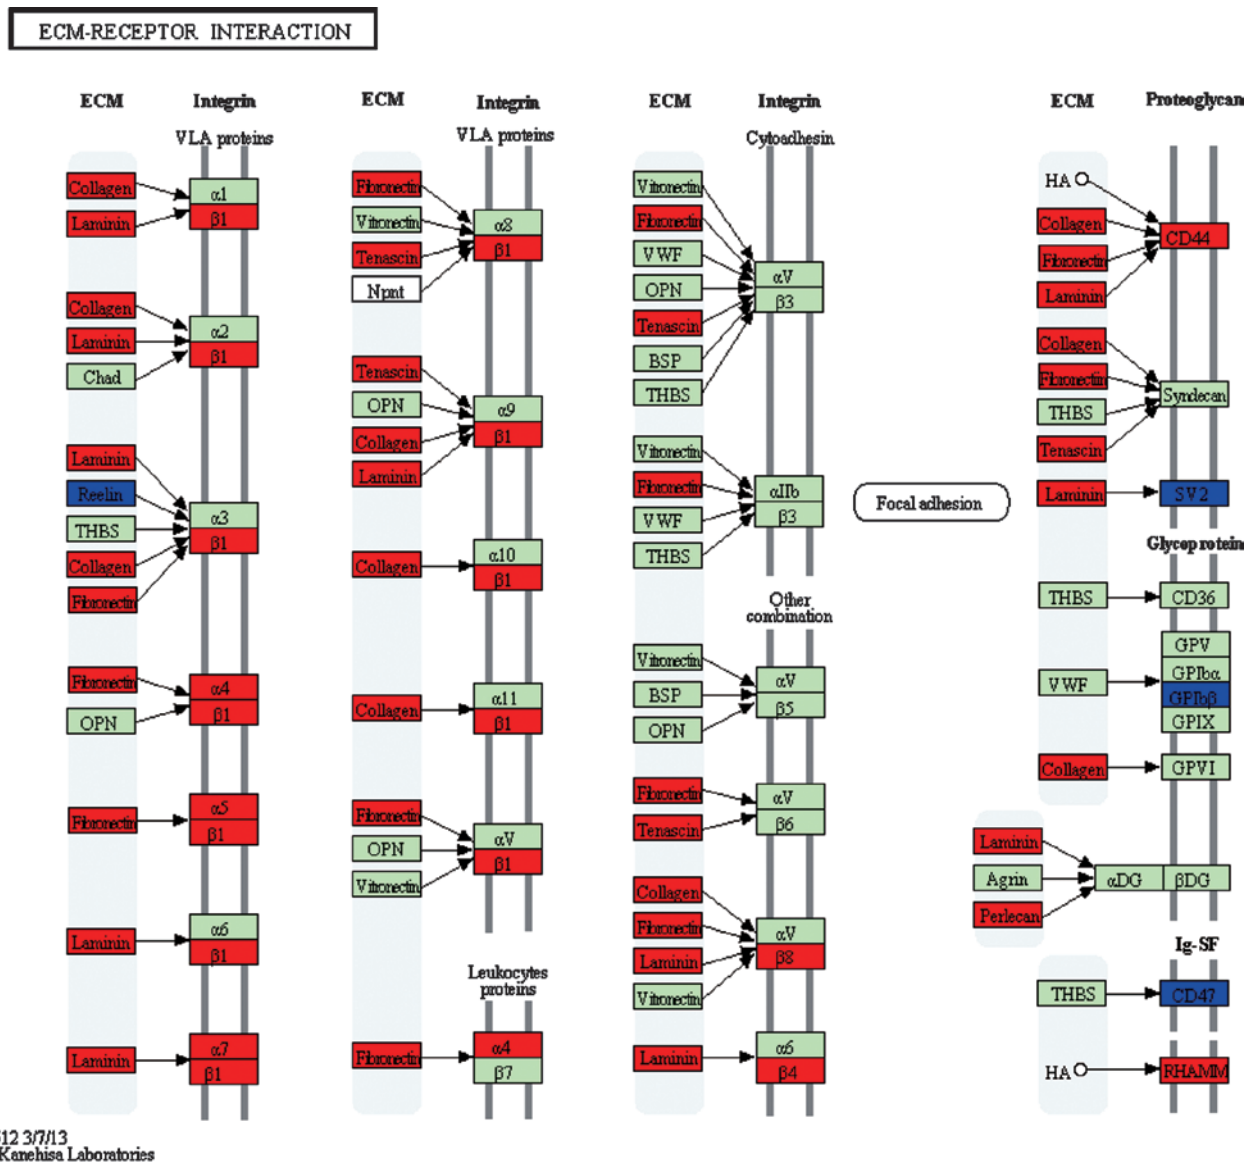 ECM-RECEPTOR INTERACTION
ECM
Integrin
VLA proteins
Collagen
Laminin
α1
β1
Collagen
Laminin
Chad
α2
β1
Laminin
Reelin
THBS
Collagen
Fibronectin
α3
β1
Fibronectin
OPN
α4
β1
Fibronectin
α5
β1
Laminin
α6
β1
Laminin
α7
β1
ECM
Integrin
VLA proteins
Fibronectin
Vitronectin
Tenascin
Npnt
α8
β1
Tenascin
OPN
Collagen
Laminin
α9
β1
Collagen
α10
β1
Collagen
α11
β1
Fibronectin
OPN
Vitronectin
αV
β1
Leukocytes
proteins
Fibronectin
α4
β7
ECM
Integrin
Cytoadhesin
Vitronectin
Fibronectin
VWF
OPN
Tenascin
BSP
THBS
αV
β3
Vitronectin
Fibronectin
VWF
THBS
αIIb
β3
Other
combination
Vitronectin
BSP
OPN
αV
β5
Fibronectin
Tenascin
αV
β6
Collagen
Fibronectin
Laminin
Vitronectin
αV
β8
Laminin
α6
β4
Focal adhesion
ECM
Proteoglycan
HA
Collagen
Fibronectin
Laminin
CD44
Collagen
Fibronectin
THBS
Tenascin
Syndecan
Laminin
SV2
Glycoprotein
THBS
CD36
VWF
GPV
GPIbα
GPIbβ
GPIX
Collagen
GPVI
Laminin
Agrin
Perlecan
αDG
βDG
Ig-SF
THBS
CD47
HA
RHAMM
512 3/7/13
Kanehisa Laboratories